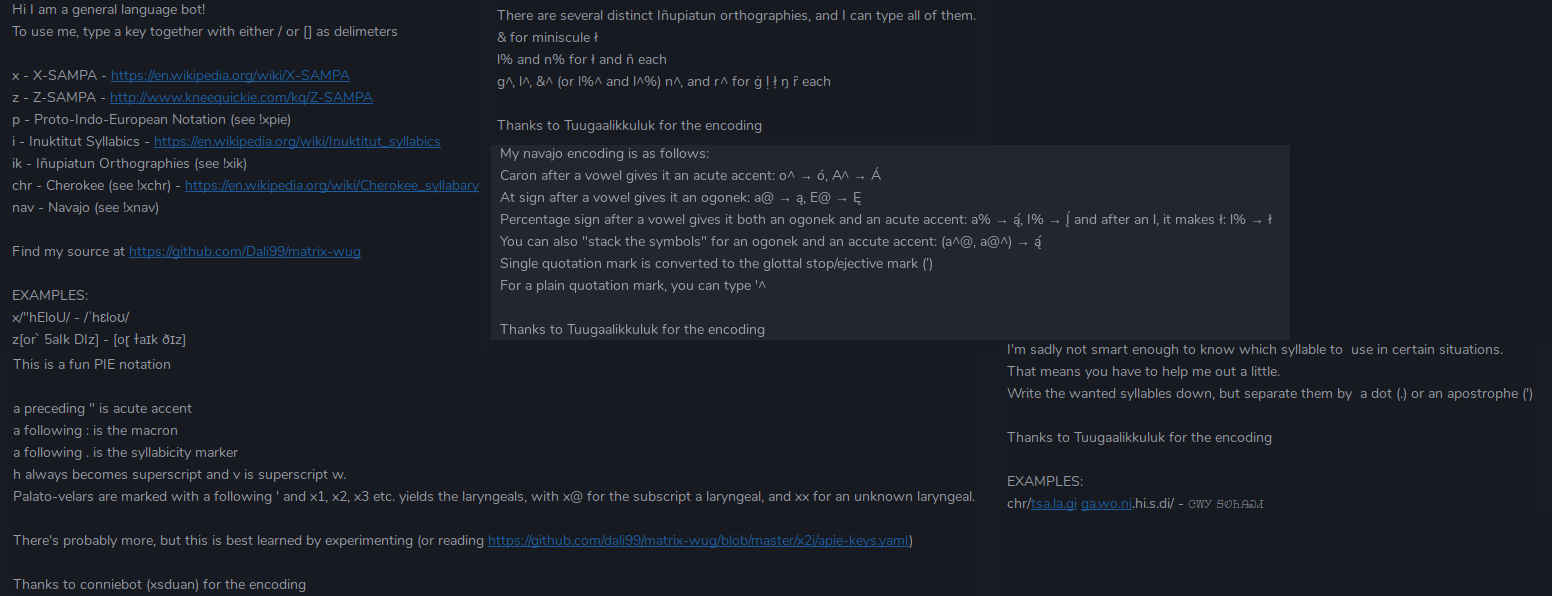 Hi I am a general language bot!
To use me, type a key together with either / or [] as delimeters
x - X-SAMPA - https://en.wikipedia.org/wiki/X-SAMPA
z - Z-SAMPA - http://www.kneequickie.com/kq/Z-SAMPA
p - Proto-Indo-European Notation (see !xpie)
i - Inuktitut Syllabics - https://en.wikipedia.org/wiki/Inuktitut_syllabics
ik - Iñupiatun Orthographies (see !xik)
chr - Cherokee (see !xchr) - https://en.wikipedia.org/wiki/Cherokee_syllabary
nav - Navajo (see !xnav)
Find my source at https://github.com/Dali99/matrix-wug
EXAMPLES:
x/"hEloU/ - /ˈhɛloʊ/
z[or` 5aIk DIz] - [oɽ ɫaɪk ðɪz]
This is a fun PIE notation
a preceding " is acute accent
a following : is the macron
a following . is the syllabicity marker
h always becomes superscript and v is superscript w.
Palato-velars are marked with a following ' and x1, x2, x3 etc. yields the laryngeals, with x@ for the subscript a laryngeal, and xx for an unknown laryngeal.
There's probably more, but this is best learned by experimenting (or reading https://github.com/dali99/matrix-wug/blob/master/x2i/apie-keys.yaml)
Thanks to conniebot (xsduan) for the encoding
There are several distinct Iñupiatun orthographies, and I can type all of them.
& for miniscule ł
l% and n% for ł and ñ each
g^, l^, &^ (or l%^ and l^%) n^, and r^ for ġ ḷ ł̣ ŋ r̂ each
Thanks to Tuugaalikkuluk for the encoding
My navajo encoding is as follows:
Caron after a vowel gives it an acute accent: o^ → ó, A^ → Á
At sign after a vowel gives it an ogonek: a@ → ą, E@ → Ę
Percentage sign after a vowel gives it both an ogonek and an acute accent: a% → ą́, I% → Į́ and after an l, it makes ł: l% → ł
You can also "stack the symbols" for an ogonek and an accute accent: (a^@, a@^) → ą́
Single quotation mark is converted to the glottal stop/ejective mark (ʼ)
For a plain quotation mark, you can type '^
Thanks to Tuugaalikkuluk for the encoding
I'm sadly not smart enough to know which syllable to  use in certain situations.
That means you have to help me out a little.
Write the wanted syllables down, but separate them by  a dot (.) or an apostrophe (')
Thanks to Tuugaalikkuluk for the encoding
EXAMPLES:
chr/tsa.la.gi ga.wo.ni.hi.s.di/ - ᏣᎳᎩ ᎦᏬᏂᎯᏍᏗ